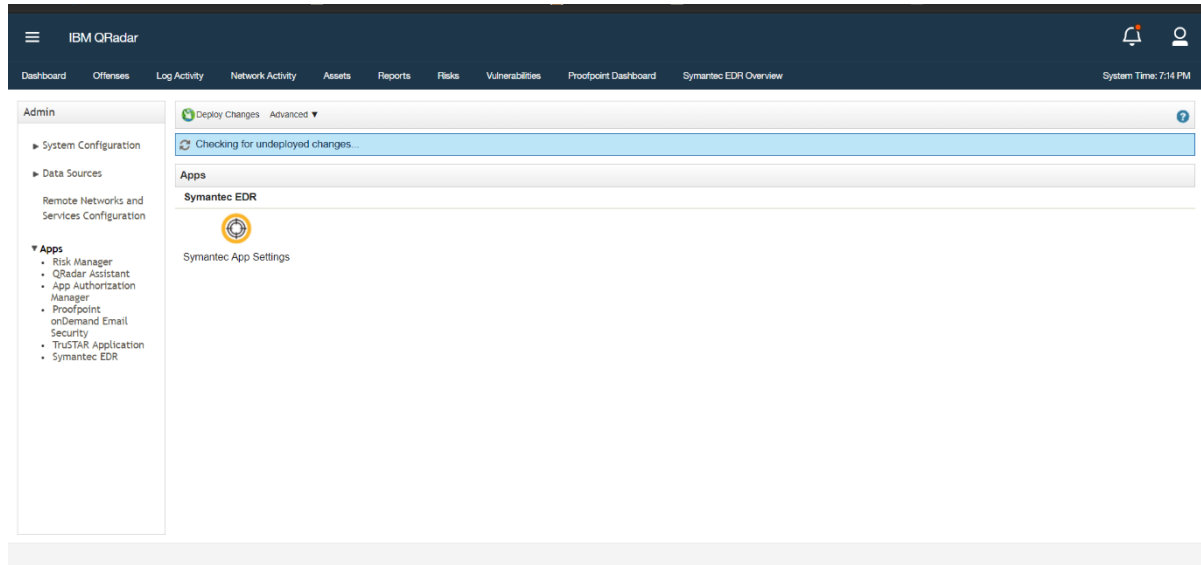 IBM QRadar
Dashboard Offenses Log Activity Network Activity Assets Reports Risks Vulnerabilities Proofpoint Dashboard Symantec EDR Overview System Time: 7:14 PM
Admin
System Configuration
Data Sources
Remote Networks and
Services Configuration
Apps
Risk Manager
QRadar Assistant
App Authorization
Manager
Proofpoint
onDemand Email
Security
TruSTAR Application
Symantec EDR
Deploy Changes Advanced ▼
Checking for undeployed changes...
Apps
Symantec EDR
Symantec App Settings